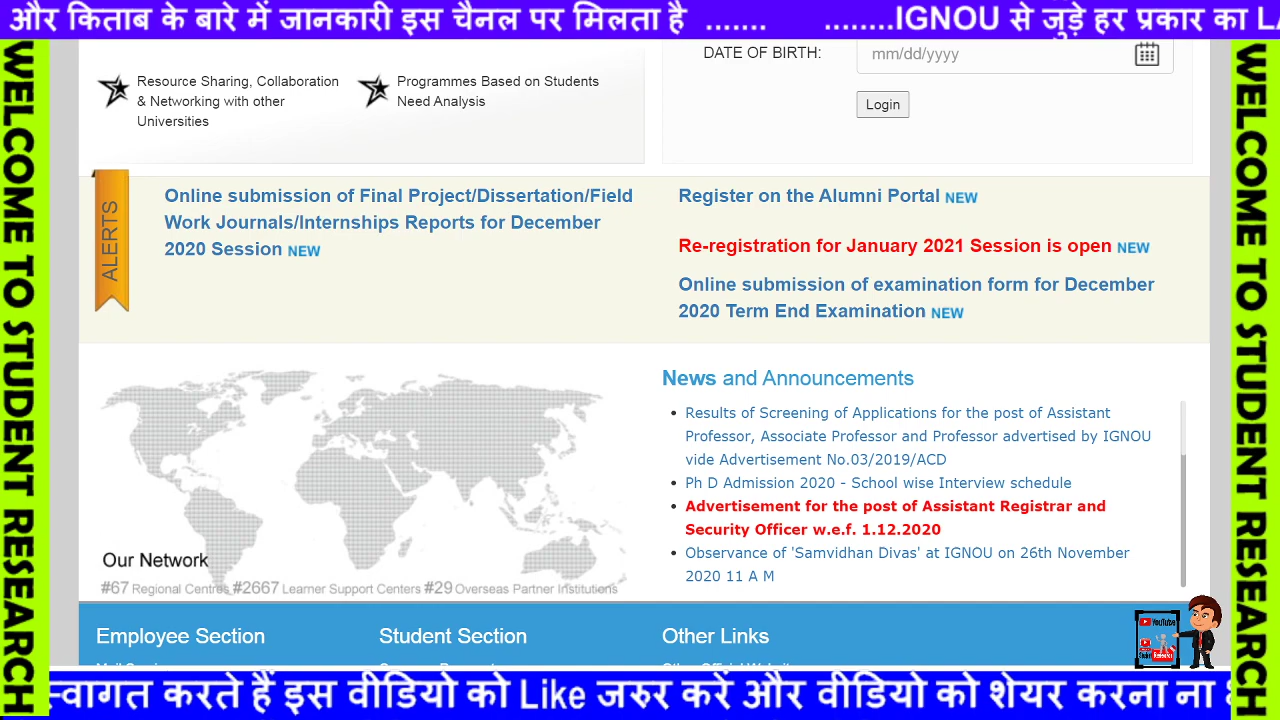 और किताब के बारे में जानकारी इस चैनल पर मिलता है ....... ........IGNOU से जुड़े हर प्रकार का
WELCOME TO STUDENT RESEARCH
WELCOME TO STUDENT RESEARCH
DATE OF BIRTH:
mm/dd/yyyy
Resource Sharing, Collaboration
& Networking with other
Universities
Programmes Based on Students
Need Analysis
Login
ALERTS
Online submission of Final Project/Dissertation/Field
Work Journals/Internships Reports for December
2020 Session NEW
Register on the Alumni Portal NEW
Re-registration for January 2021 Session is open NEW
Online submission of examination form for December
2020 Term End Examination NEW
News and Announcements
Results of Screening of Applications for the post of Assistant
Professor, Associate Professor and Professor advertised by IGNOU
vide Advertisement No.03/2019/ACD
Ph D Admission 2020 - School wise Interview schedule
Advertisement for the post of Assistant Registrar and
Security Officer w.e.f. 1.12.2020
Observance of 'Samvidhan Divas' at IGNOU on 26th November
2020 11 A M
Our Network
#67 Regional Centres #2667 Learner Support Centers #29 Overseas Partner Institutions
Employee Section
Student Section
Other Links
YouTube
स्वागत करते हैं इस वीडियो को Like जरुर करें और वीडियो को शेयर करना ना